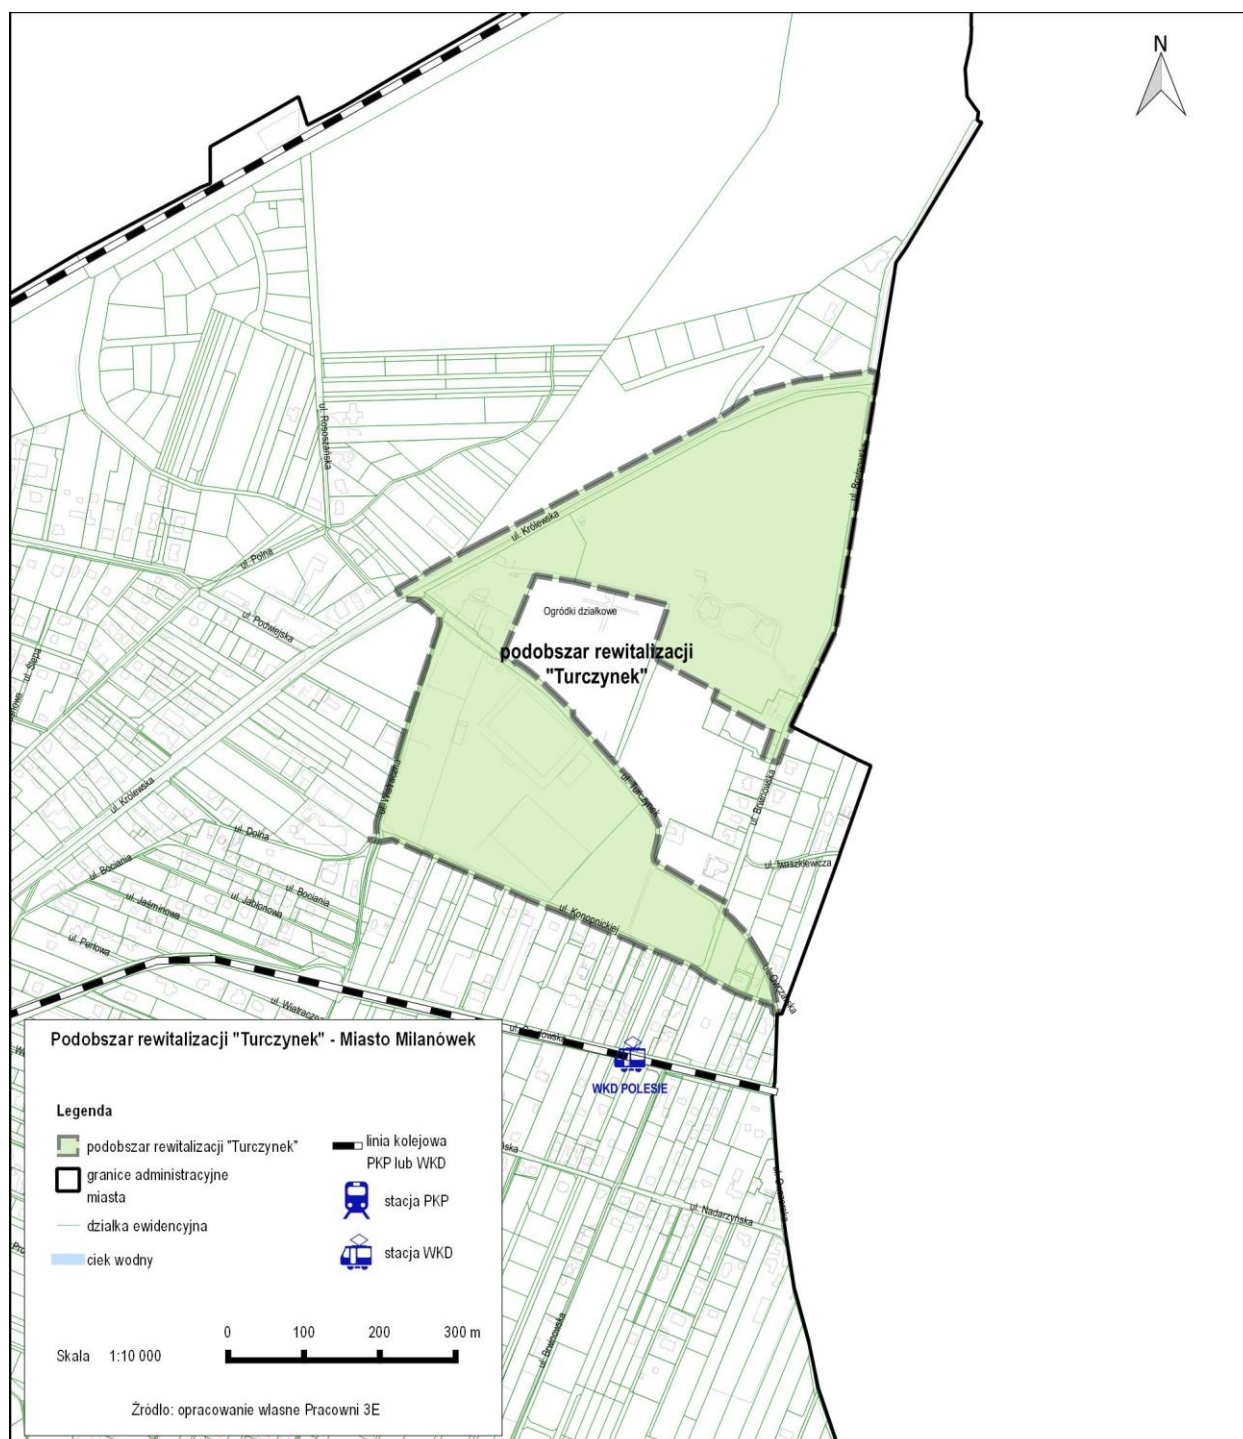 N
ul. Rososzańska
ul. Brwinowska
ul. Królewska
ul. Polna
Ogródki działkowe
ul. Podwiejska
podobszar rewitalizacji
"Turczynek"
ul. Stepa
ul. Turczynek
ul. Królewska
ul. Dolna
ul. Brwinowska
ul. Iwaszkiewicza
ul. Bociania
ul. Bociania
ul. Jaśminowa
ul. Jabłonowa
ul. Konopnickiej
ul. Perłowa
ul. Wiatraczna
WKD POLESIE
ul. Nadarzyńska
ul. Brwinowska
Podobszar rewitalizacji "Turczynek" - Miasto Milanówek
Legenda
podobszar rewitalizacji "Turczynek"
granice administracyjne
miasta
działka ewidencyjna
ciek wodny
linia kolejowa
PKP lub WKD
stacja PKP
stacja WKD
0 100 200 300 m
Skala 1:10 000
Źródło: opracowanie własne Pracowni 3E